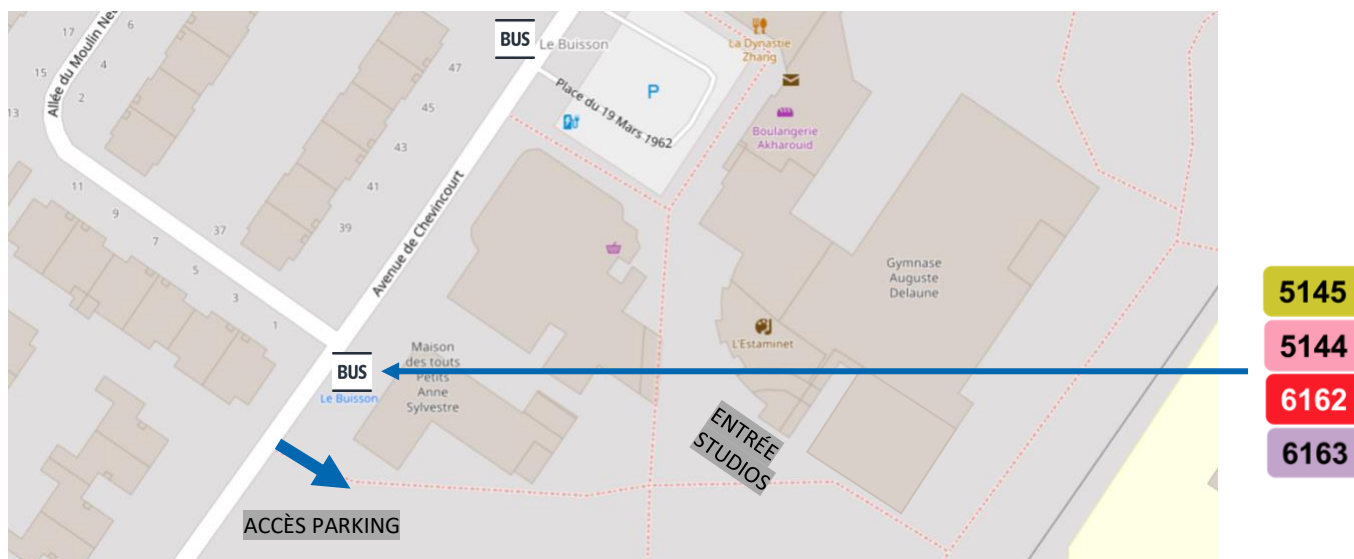 6
17
Allée du Moulin Neu
15
4
2
13
11
9
7
5
3
1
37
47
45
43
41
39
BUS
Le Buisson
Place du 19 Mars 1962
P
La Dynastie
Zhang
Boulangerie
Akharouid
Avenue de Chevincourt
Gymnase
Auguste
Delaune
L'Estaminet
Maison
des touts
Petits
Anne
Sylvestre
BUS
Le Buisson
ENTRÉE
STUDIOS
ACCÈS PARKING
5145
5144
6162
6163